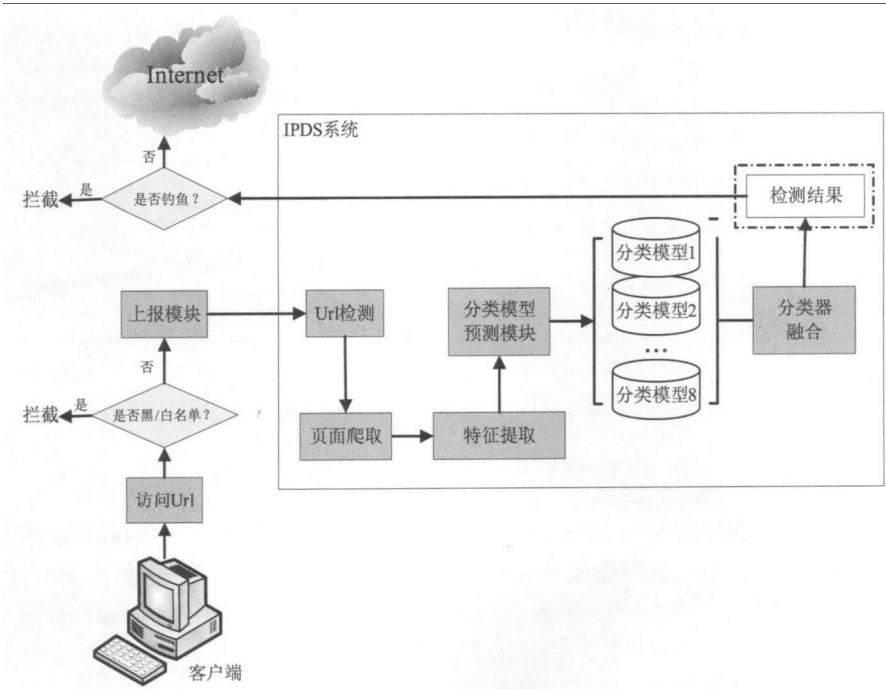 Internet
IPDS系统
否
拦截
是
是否钓鱼？
检测结果
分类模型1
上报模块
Url检测
分类模型
预测模块
分类模型2
分类器
融合
...
否
分类模型8
拦截
是
是否黑/白名单？
页面爬取
特征提取
访问Url
客户端